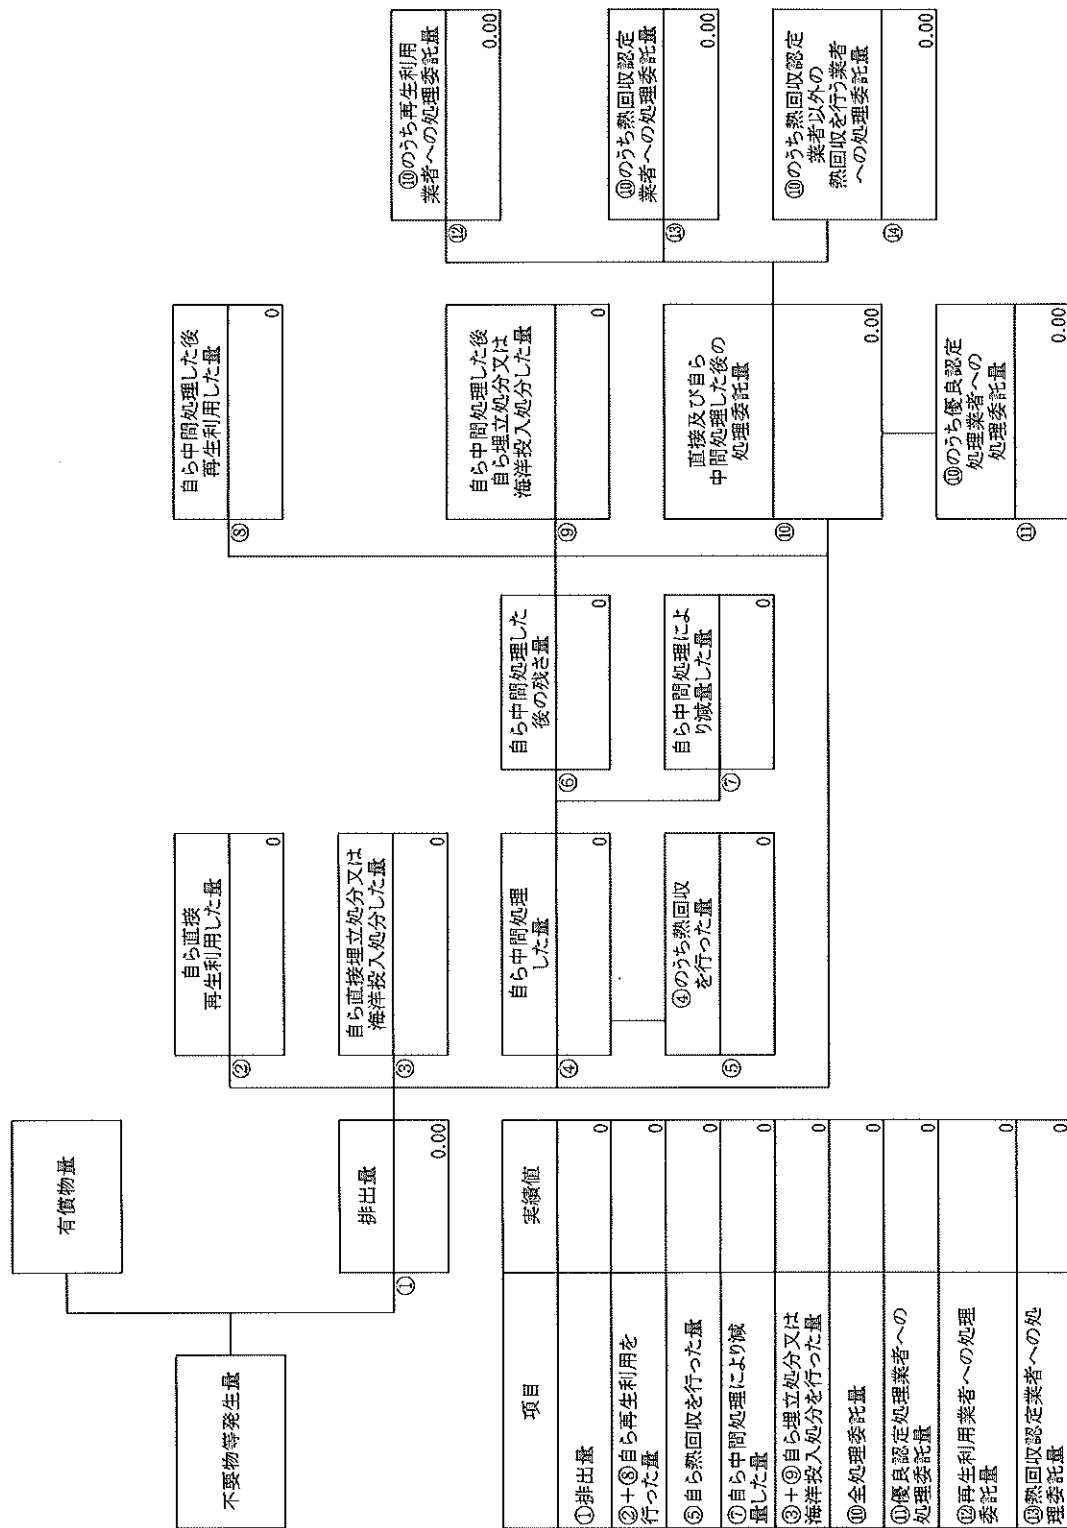 不要物等発生量
有償物量
①
排出量
0.00
②
自ら直接
再生利用した量
0
③
自ら直接埋立処分又は
海洋投入処分した量
0
④
自ら中間処理
した量
0
⑤
④のうち熱回収
を行った量
0
⑥
自ら中間処理した
後の残さ量
0
⑦
自ら中間処理によ
り減量した量
0
⑧
自ら中間処理した後
再生利用した量
0
⑨
自ら中間処理した後
自ら埋立処分又は
海洋投入処分した量
0
⑩
直接及び自ら
中間処理した後の
処理委託量
0.00
⑪
⑩のうち優良認定
処理業者への
処理委託量
0.00
⑫
⑩のうち再生利用
業者への処理委託量
0.00
⑬
⑩のうち熱回収認定
業者への処理委託量
0.00
⑭
⑩のうち熱回収認定
業者以外の
熱回収を行う業者
への処理委託量
0.00
項目 実績値
①排出量 0
②+⑧自ら再生利用を
行った量 0
⑤自ら熱回収を行った量 0
⑦自ら中間処理により減
量した量 0
③+⑨自ら埋立処分又は
海洋投入処分を行った量 0
⑩全処理委託量 0
⑪優良認定処理業者への
処理委託量 0
⑫再生利用業者への処理
委託量 0
⑬熱回収認定業者への処
理委託量 0